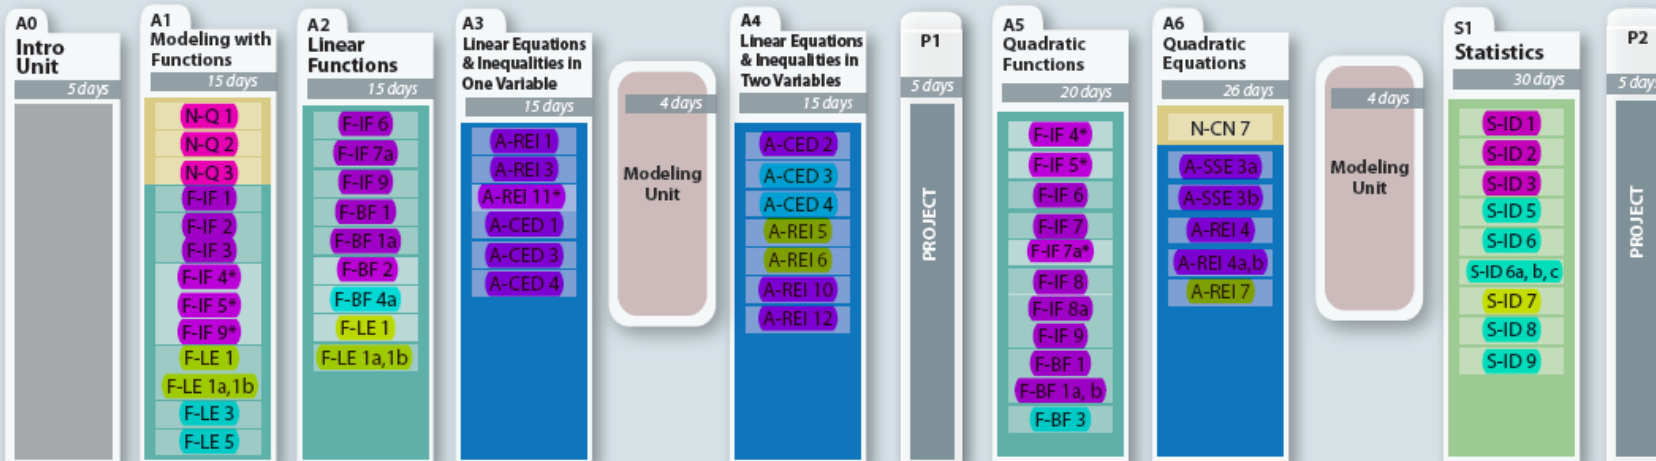 A0
Intro
Unit
5 days
A1
Modeling with
Functions
15 days
N-Q 1
N-Q 2
N-Q 3
F-IF 1
F-IF 2
F-IF 3
F-IF 4*
F-IF 5*
F-IF 9*
F-LE 1
F-LE 1a,1b
F-LE 3
F-LE 5
A2
Linear
Functions
15 days
F-IF 6
F-IF 7a
F-IF 9
F-BF 1
F-BF 1a
F-BF 2
F-BF 4a
F-LE 1
F-LE 1a,1b
A3
Linear Equations
& Inequalities in
One Variable
15 days
A-REI 1
A-REI 3
A-REI 11*
A-CED 1
A-CED 3
A-CED 4
4 days
Modeling
Unit
A4
Linear Equations
& Inequalities in
Two Variables
15 days
A-CED 2
A-CED 3
A-CED 4
A-REI 5
A-REI 6
A-REI 10
A-REI 12
P1
5 days
PROJECT
A5
Quadratic
Functions
20 days
F-IF 4*
F-IF 5*
F-IF 6
F-IF 7
F-IF 7a*
F-IF 8
F-IF 8a
F-IF 9
F-BF 1
F-BF 1a, b
F-BF 3
A6
Quadratic
Equations
26 days
N-CN 7
A-SSE 3a
A-SSE 3b
A-REI 4
A-REI 4a,b
A-REI 7
4 days
Modeling
Unit
S1
Statistics
30 days
S-ID 1
S-ID 2
S-ID 3
S-ID 5
S-ID 6
S-ID 6a, b, c
S-ID 7
S-ID 8
S-ID 9
P2
5 days
PROJECT